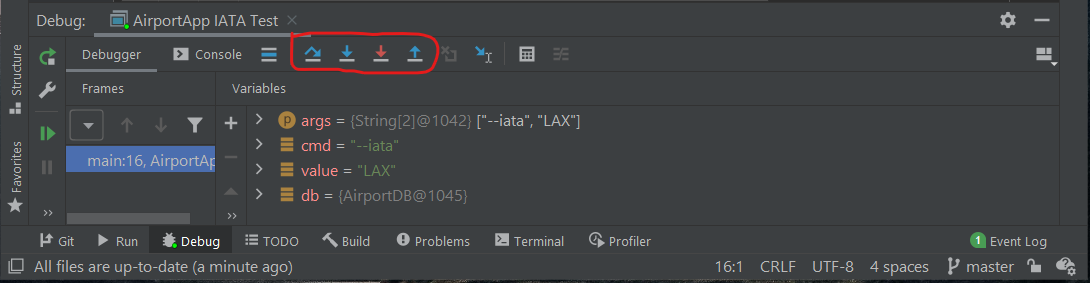 Debug: AirportApp IATA Test
Debugger Console
Frames Variables
args = {String[2]@1042} ["--iata", "LAX"]
cmd = "--iata"
main:16, AirportAp
value = "LAX"
db = {AirportDB@1045}
Structure
Favorites
Git Run Debug TODO Build Problems Terminal Profiler 1 Event Log
All files are up-to-date (a minute ago) 16:1 CRLF UTF-8 4 spaces master